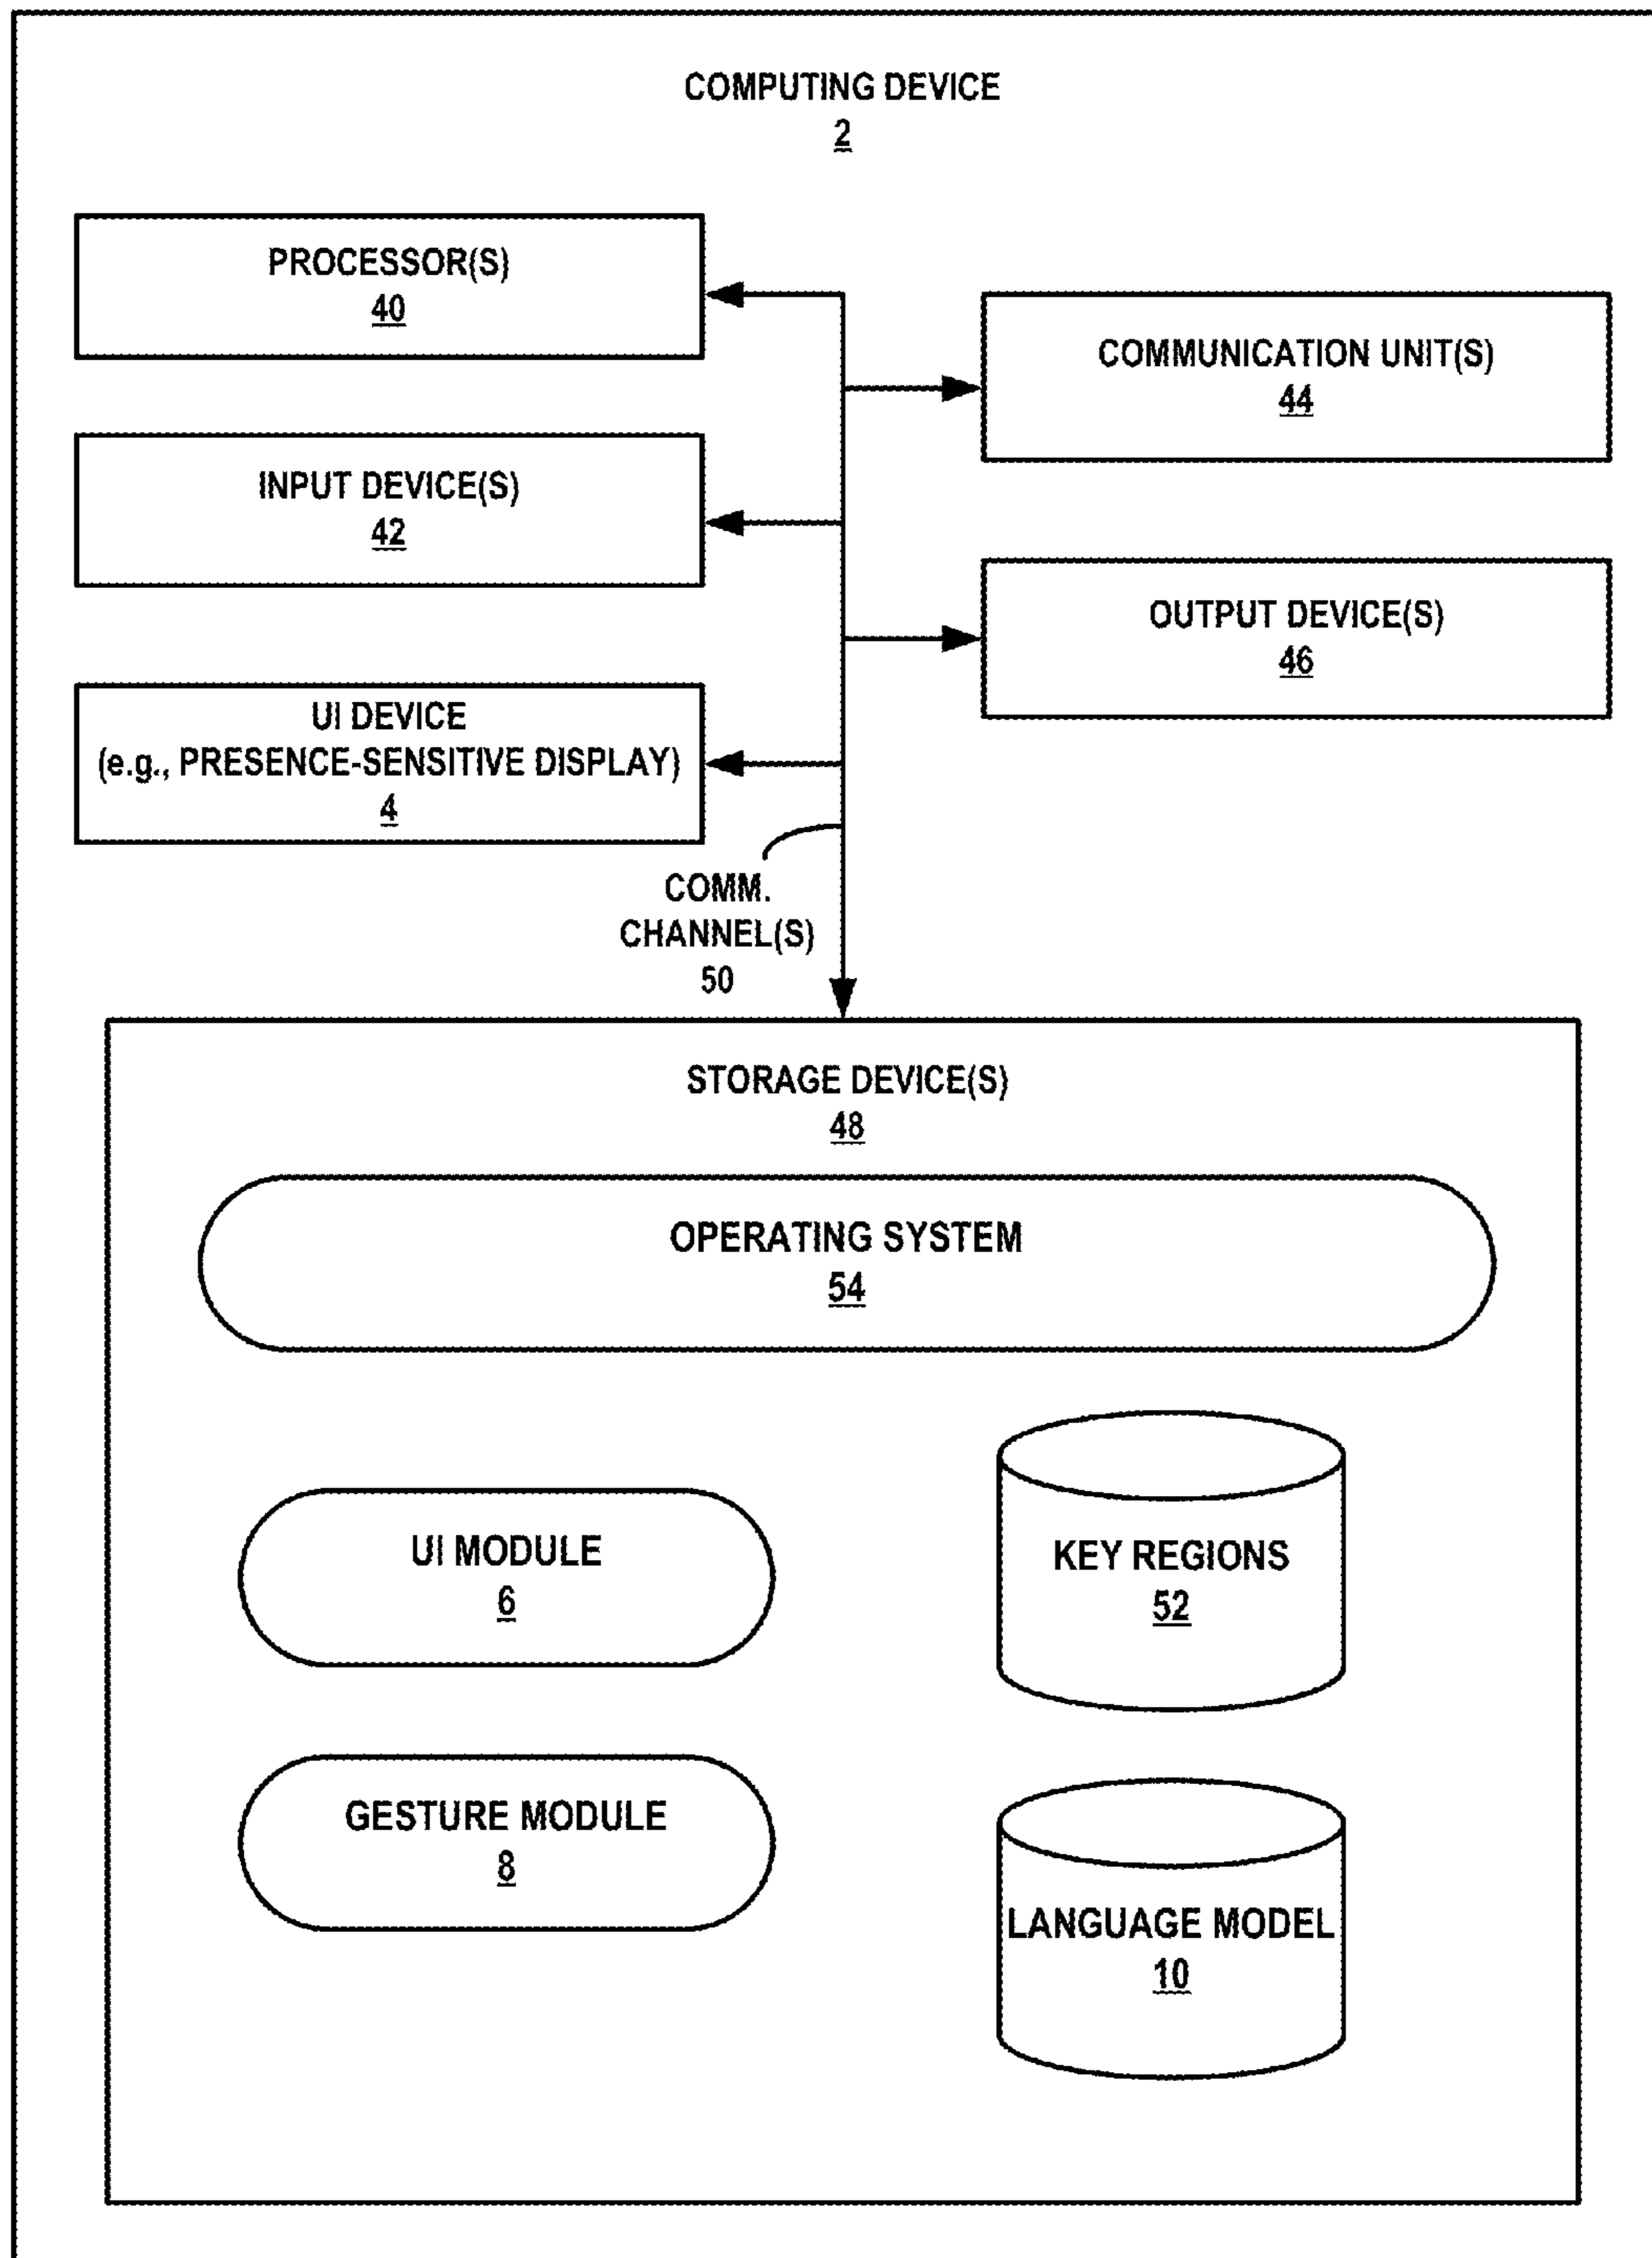 COMPUTING DEVICE
2
PROCESSOR(S)
40
COMMUNICATION UNIT(S)
44
INPUT DEVICE(S)
42
OUTPUT DEVICE(S)
46
UI DEVICE
(e.g., PRESENCE-SENSITIVE DISPLAY)
4
COMM.
CHANNEL(S)
50
STORAGE DEVICE(S)
48
OPERATING SYSTEM
54
UI MODULE
6
KEY REGIONS
52
GESTURE MODULE
8
LANGUAGE MODEL
10